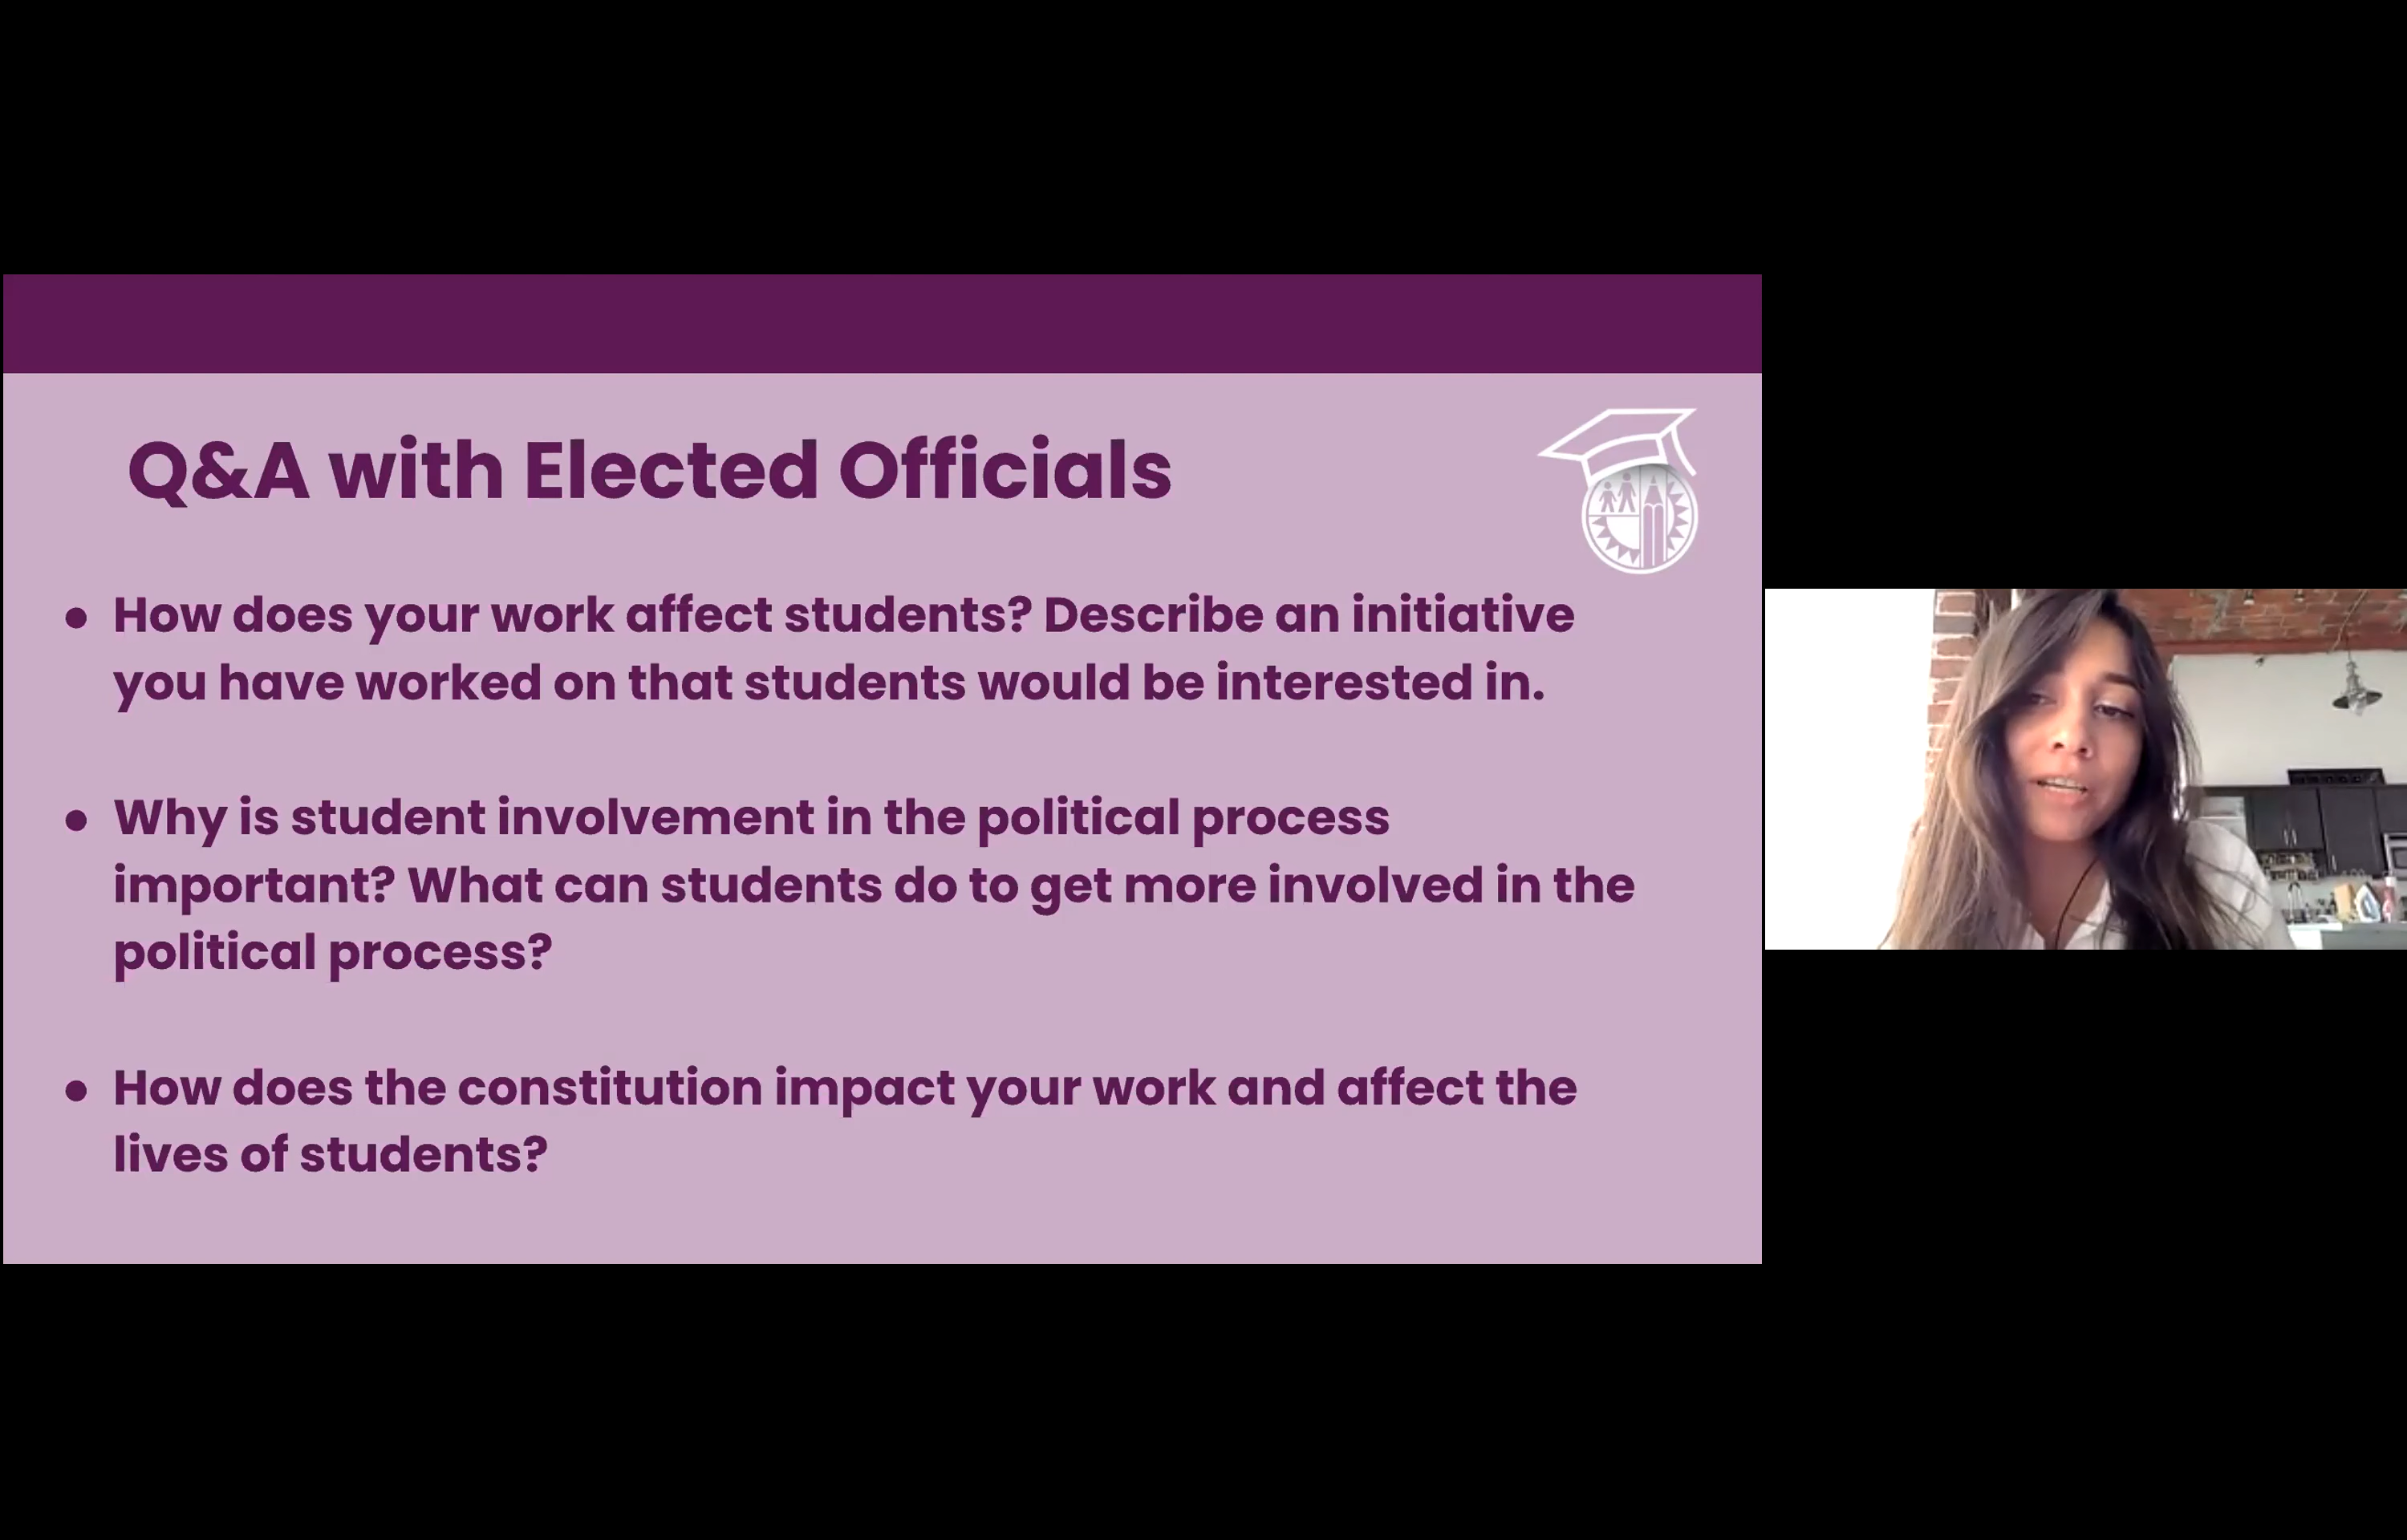 Q&A with Elected Officials
● How does your work affect students? Describe an initiative
you have worked on that students would be interested in.
● Why is student involvement in the political process
important? What can students do to get more involved in the
political process?
● How does the constitution impact your work and affect the
lives of students?